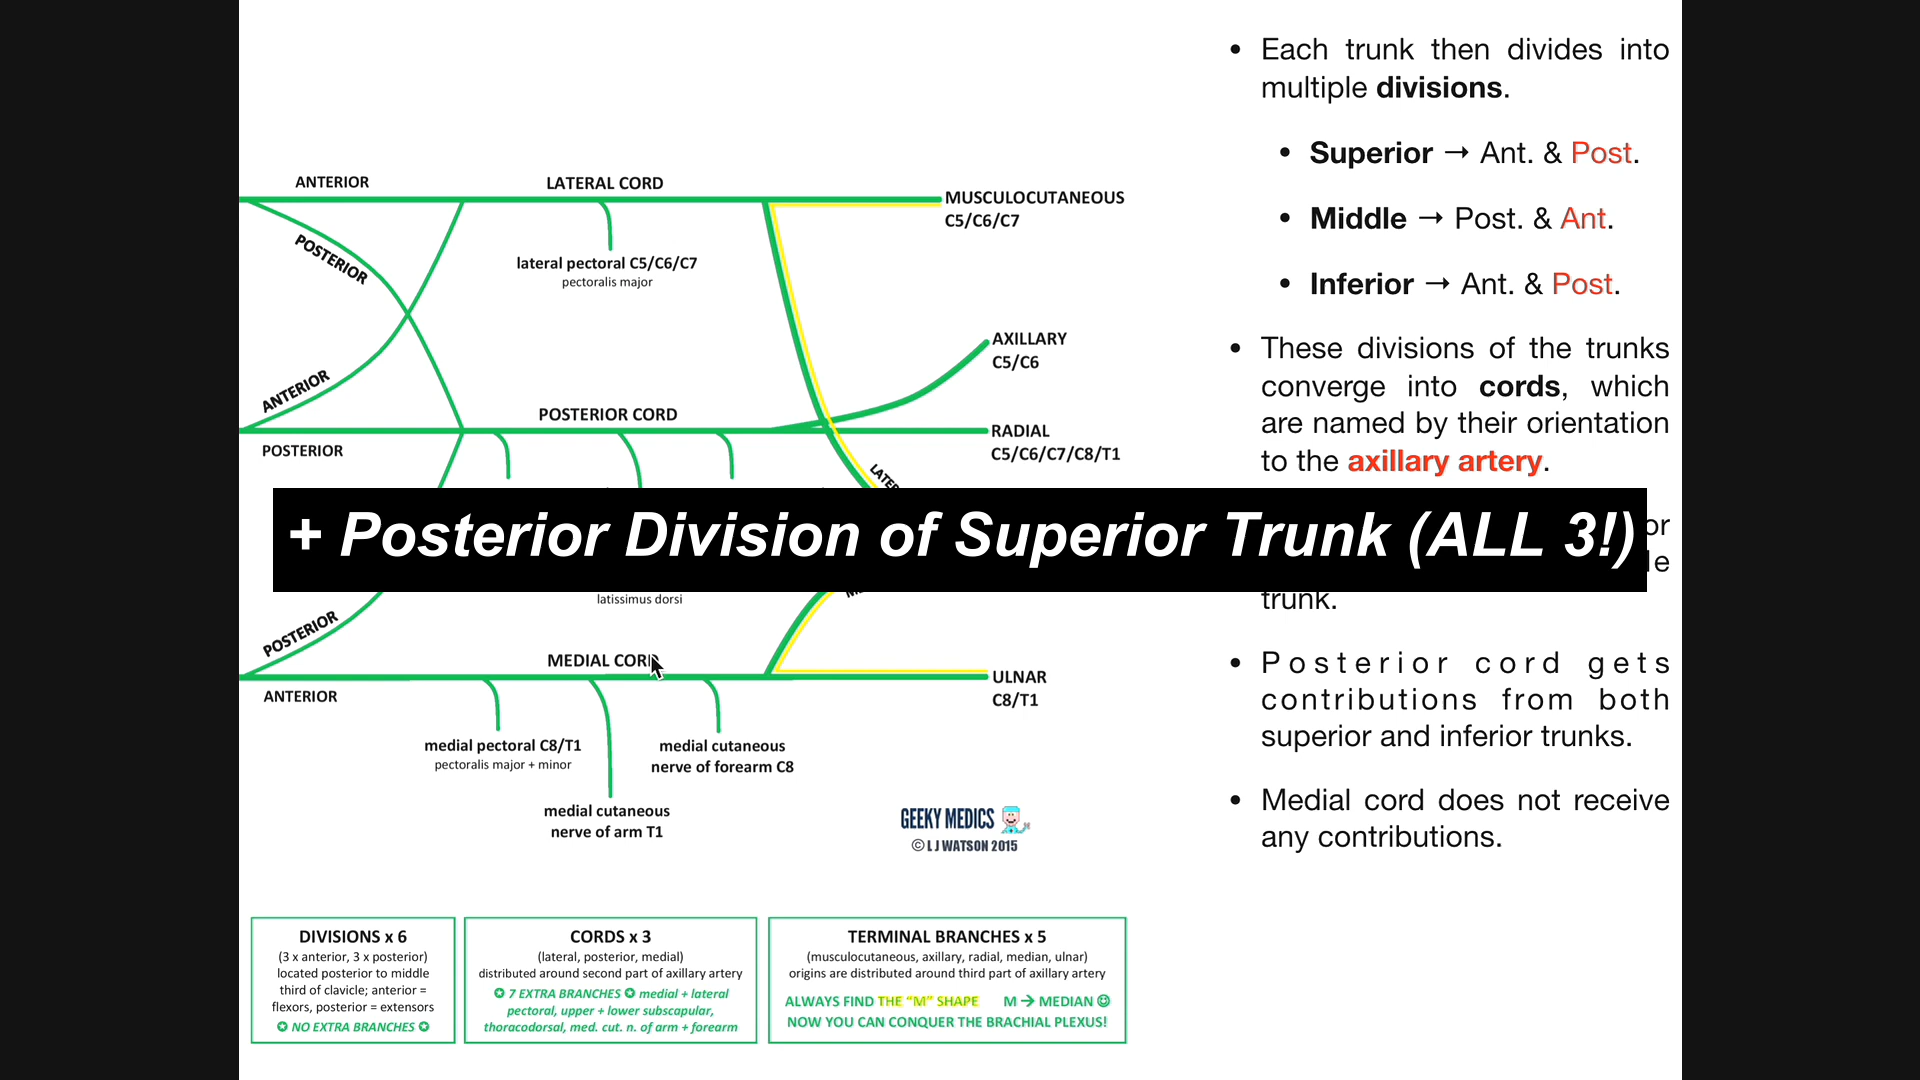 ANTERIOR
LATERAL CORD
MUSCULOCUTANEOUS
C5/C6/C7
POSTERIOR
lateral pectoral C5/C6/C7
pectoralis major
AXILLARY
C5/C6
ANTERIOR
POSTERIOR CORD
RADIAL
C5/C6/C7/C8/T1
POSTERIOR
+ Posterior Division of Superior Trunk (ALL 3!)
latissimus dorsi
POSTERIOR
MEDIAL CORD
ULNAR
C8/T1
ANTERIOR
medial pectoral C8/T1
pectoralis major + minor
medial cutaneous
nerve of forearm C8
medial cutaneous
nerve of arm T1
GEEKY MEDICS
© L J WATSON 2015
DIVISIONS x 6
(3 x anterior, 3 x posterior)
located posterior to middle
third of clavicle; anterior =
flexors, posterior = extensors
✪ NO EXTRA BRANCHES ✪
CORDS x 3
(lateral, posterior, medial)
distributed around second part of axillary artery
✪ 7 EXTRA BRANCHES ✪ medial + lateral
pectoral, upper + lower subscapular,
thoracodorsal, med. cut. n. of arm + forearm
TERMINAL BRANCHES x 5
(musculocutaneous, axillary, radial, median, ulnar)
origins are distributed around third part of axillary artery
ALWAYS FIND THE “M” SHAPE M → MEDIAN ☺
NOW YOU CAN CONQUER THE BRACHIAL PLEXUS!
• Each trunk then divides into
multiple divisions.
• Superior → Ant. & Post.
• Middle → Post. & Ant.
• Inferior → Ant. & Post.
• These divisions of the trunks
converge into cords, which
are named by their orientation
to the axillary artery.
trunk.
• Posterior cord gets
contributions from both
superior and inferior trunks.
• Medial cord does not receive
any contributions.